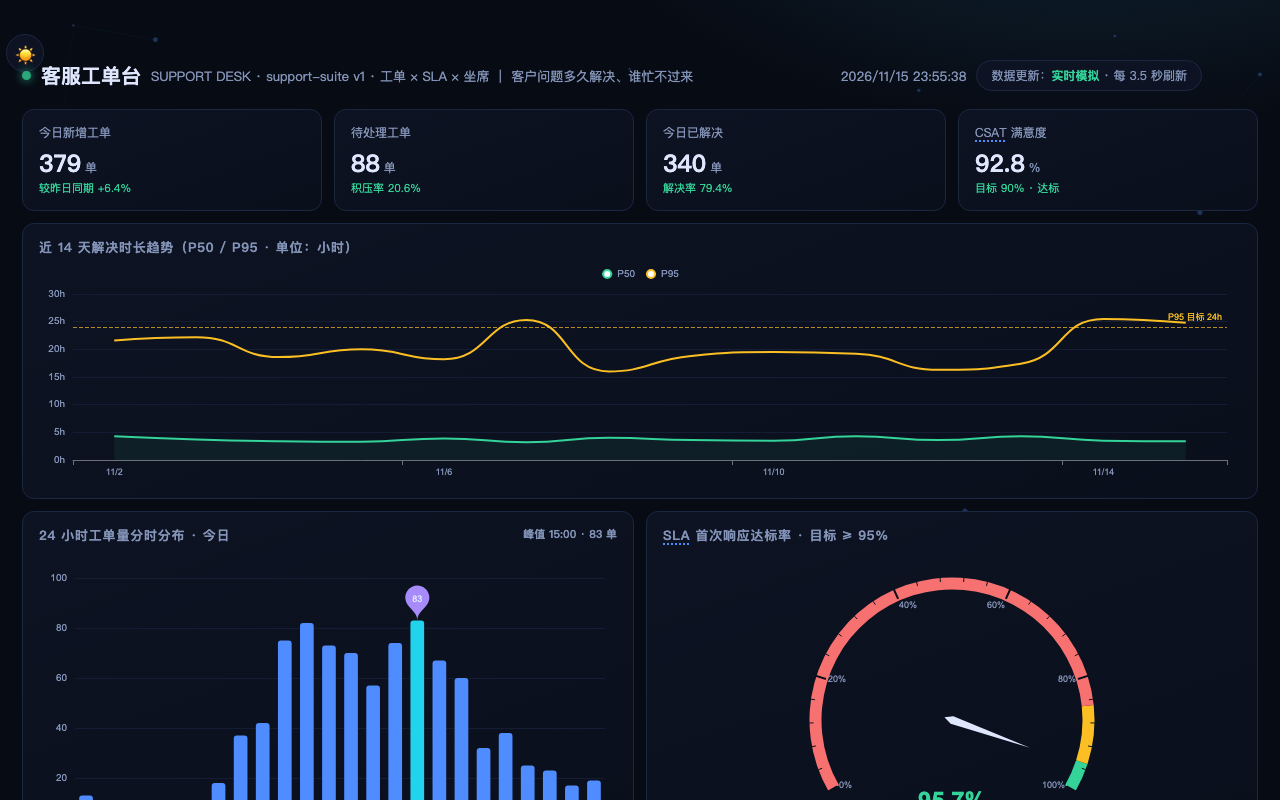 客服工单台 SUPPORT DESK · support-suite v1 · 工单 × SLA × 坐席 | 客户问题多久解决、谁忙不过来 2026/11/15 23:55:38 数据更新：实时模拟 · 每 3.5 秒刷新
今日新增工单
379 单
较昨日同期 +6.4%
待处理工单
88 单
积压率 20.6%
今日已解决
340 单
解决率 79.4%
CSAT 满意度
92.8 %
目标 90% · 达标
近 14 天解决时长趋势（P50 / P95 · 单位：小时）
P50 P95
30h
25h
20h
15h
10h
5h
0h
P95 目标 24h
11/2 11/6 11/10 11/14
24 小时工单量分时分布 · 今日 峰值 15:00 · 83 单
100
80
60
40
20
83
SLA 首次响应达标率 · 目标 ≥ 95%
0%
20%
40%
60%
80%
100%
95.7%